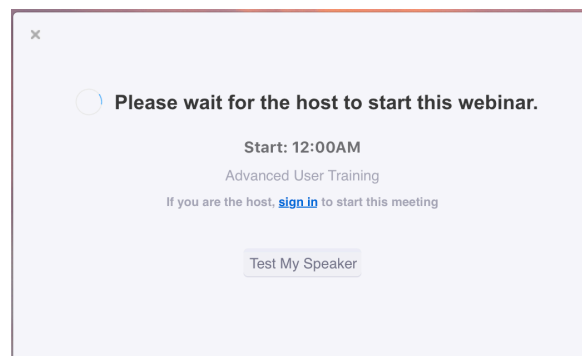 Please wait for the host to start this webinar.
Start: 12:00AM
Advanced User Training
If you are the host, sign in to start this meeting
Test My Speaker